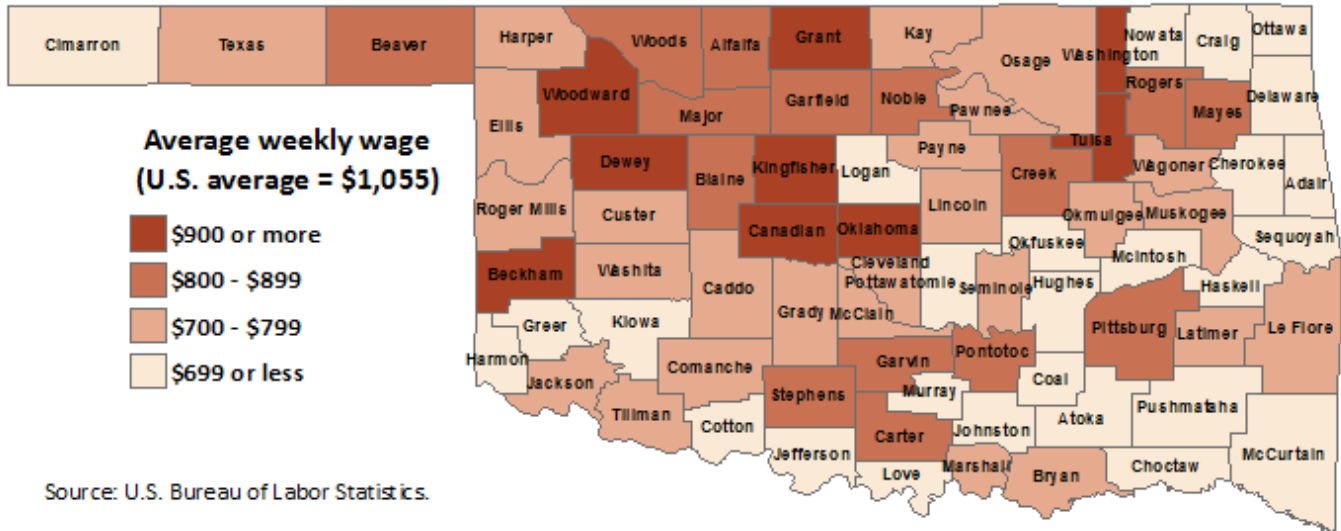 Cimarron
Texas
Beaver
Harper
Woods
Alfalfa
Grant
Kay
Osage
Washington
Nowata
Craig
Ottawa
Woodward
Ellis
Major
Garfield
Noble
Pawnee
Rogers
Mayes
Delaware
Average weekly wage
(U.S. average = $1,055)
$900 or more
$800 - $899
$700 - $799
$699 or less
Dewey
Blaine
Kingfisher
Logan
Payne
Creek
Tulsa
Wagoner
Cherokee
Adair
Roger Mills
Custer
Canadian
Oklahoma
Lincoln
Okmulgee
Muskogee
Sequoyah
Beckham
Washita
Caddo
Grady
Cleveland
Pottawatomie
McClain
Seminole
Okfuskee
Hughes
McIntosh
Haskell
Greer
Kiowa
Harmon
Jackson
Tillman
Comanche
Cotton
Stephens
Jefferson
Garvin
Murray
Carter
Love
Pontotoc
Johnston
Marshall
Coal
Atoka
Bryan
Pittsburg
Latimer
Le Flore
Pushmataha
Choctaw
McCurtain
Source: U.S. Bureau of Labor Statistics.